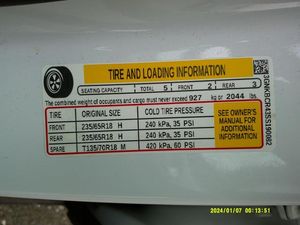 TIRE AND LOADING INFORMATION
SEATING CAPACITY TOTAL 5 FRONT 2 REAR 3
The combined weight of occupants and cargo must never exceed 927 kg or 2044 lbs.
TIRE ORIGINAL SIZE COLD TIRE PRESSURE
FRONT 235/65R18 H 240 kPa, 35 PSI
REAR 235/65R18 H 240 kPa, 35 PSI
SPARE T135/70R18 M 420 kPa, 60 PSI
SEE OWNER'S
MANUAL FOR
ADDITIONAL
INFORMATION
2024/01/07 00:13:51